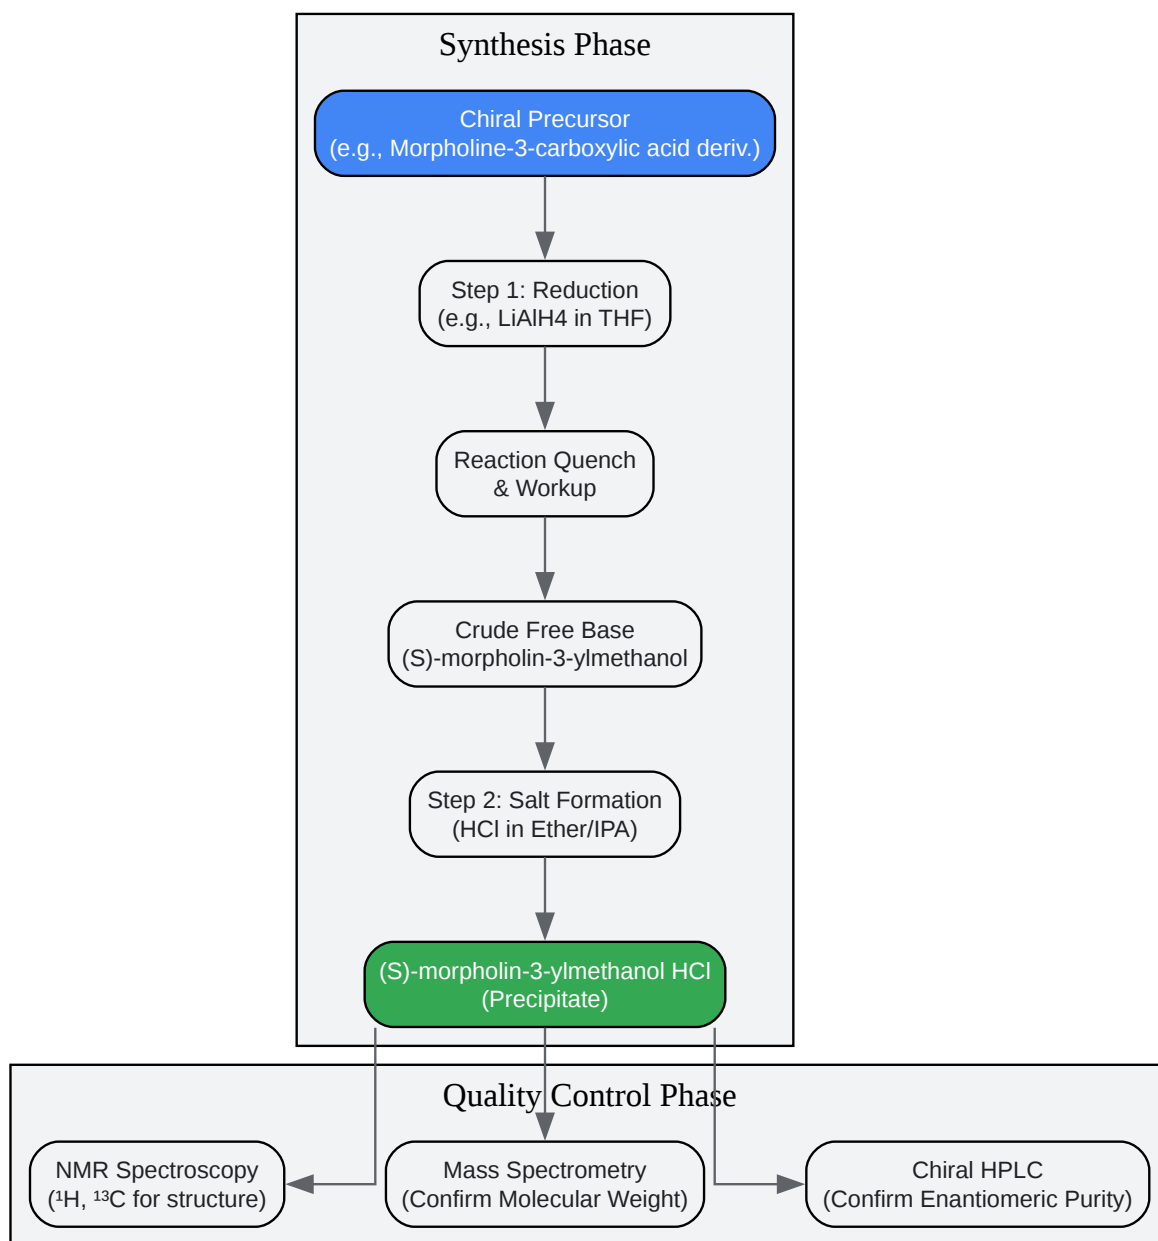 Synthesis Phase
Chiral Precursor
(e.g., Morpholine-3-carboxylic acid deriv.)
Step 1: Reduction
(e.g., LiAlH4 in THF)
Reaction Quench
& Workup
Crude Free Base
(S)-morpholin-3-ylmethanol
Step 2: Salt Formation
(HCl in Ether/IPA)
(S)-morpholin-3-ylmethanol HCl
(Precipitate)
Quality Control Phase
NMR Spectroscopy
(¹H, ¹³C for structure)
Mass Spectrometry
(Confirm Molecular Weight)
Chiral HPLC
(Confirm Enantiomeric Purity)